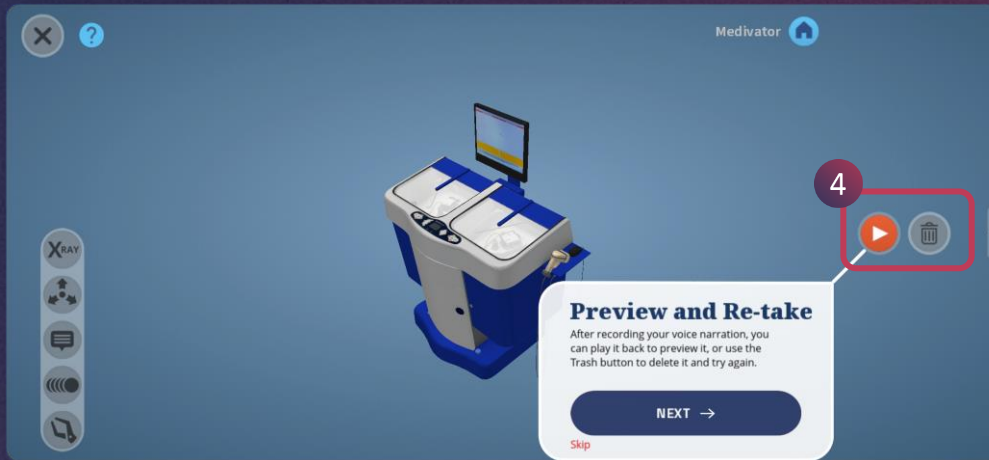 ?
Medivator
4
XRAY
Preview and Re-take
After recording your voice narration, you
can play it back to preview it, or use the
Trash button to delete it and try again.
NEXT →
Skip